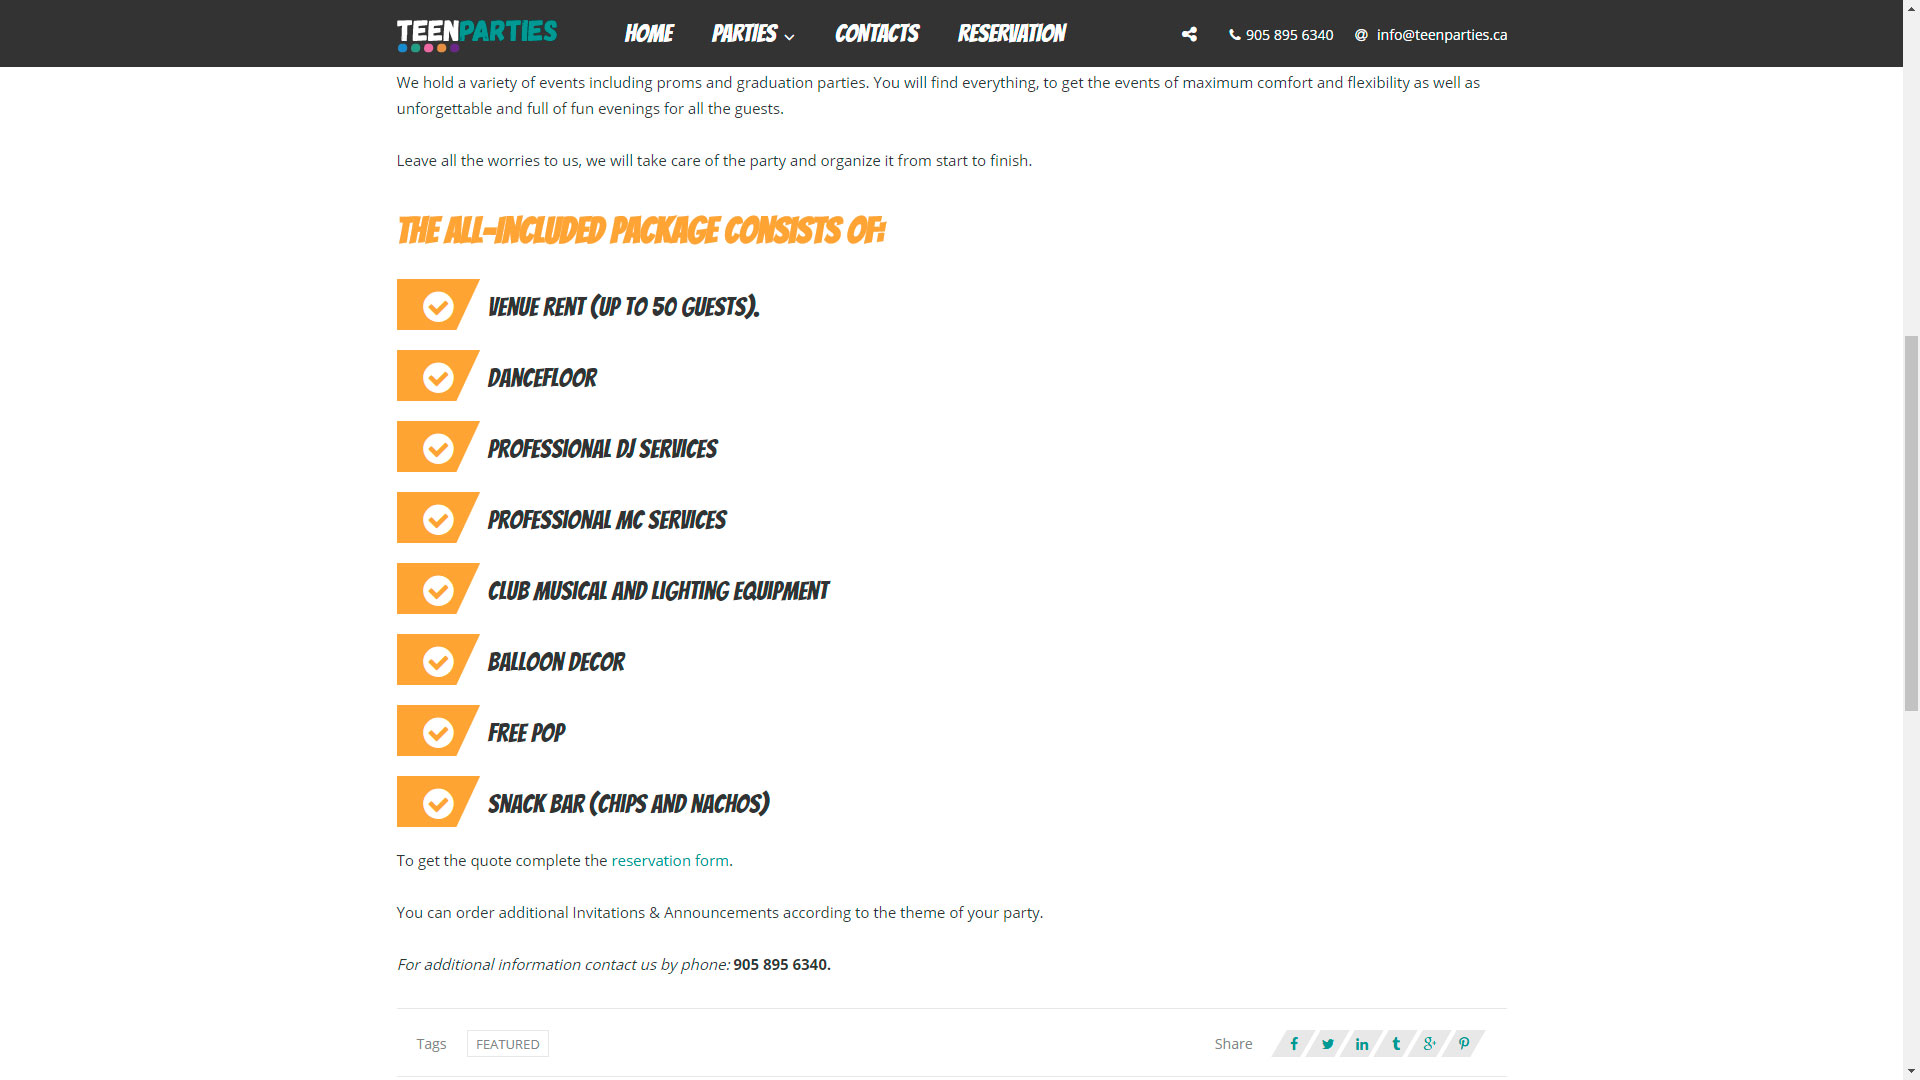 TEENPARTIES
HOME PARTIES CONTACTS RESERVATION 905 895 6340 info@teenparties.ca
We hold a variety of events including proms and graduation parties. You will find everything, to get the events of maximum comfort and flexibility as well as
unforgettable and full of fun evenings for all the guests.
Leave all the worries to us, we will take care of the party and organize it from start to finish.
THE ALL-INCLUDED PACKAGE CONSISTS OF:
VENUE RENT (UP TO 50 GUESTS).
DANCEFLOOR
PROFESSIONAL DJ SERVICES
PROFESSIONAL MC SERVICES
CLUB MUSICAL AND LIGHTING EQUIPMENT
BALLOON DECOR
FREE POP
SNACK BAR (CHIPS AND NACHOS)
To get the quote complete the reservation form.
You can order additional Invitations & Announcements according to the theme of your party.
For additional information contact us by phone: 905 895 6340.
Tags FEATURED Share